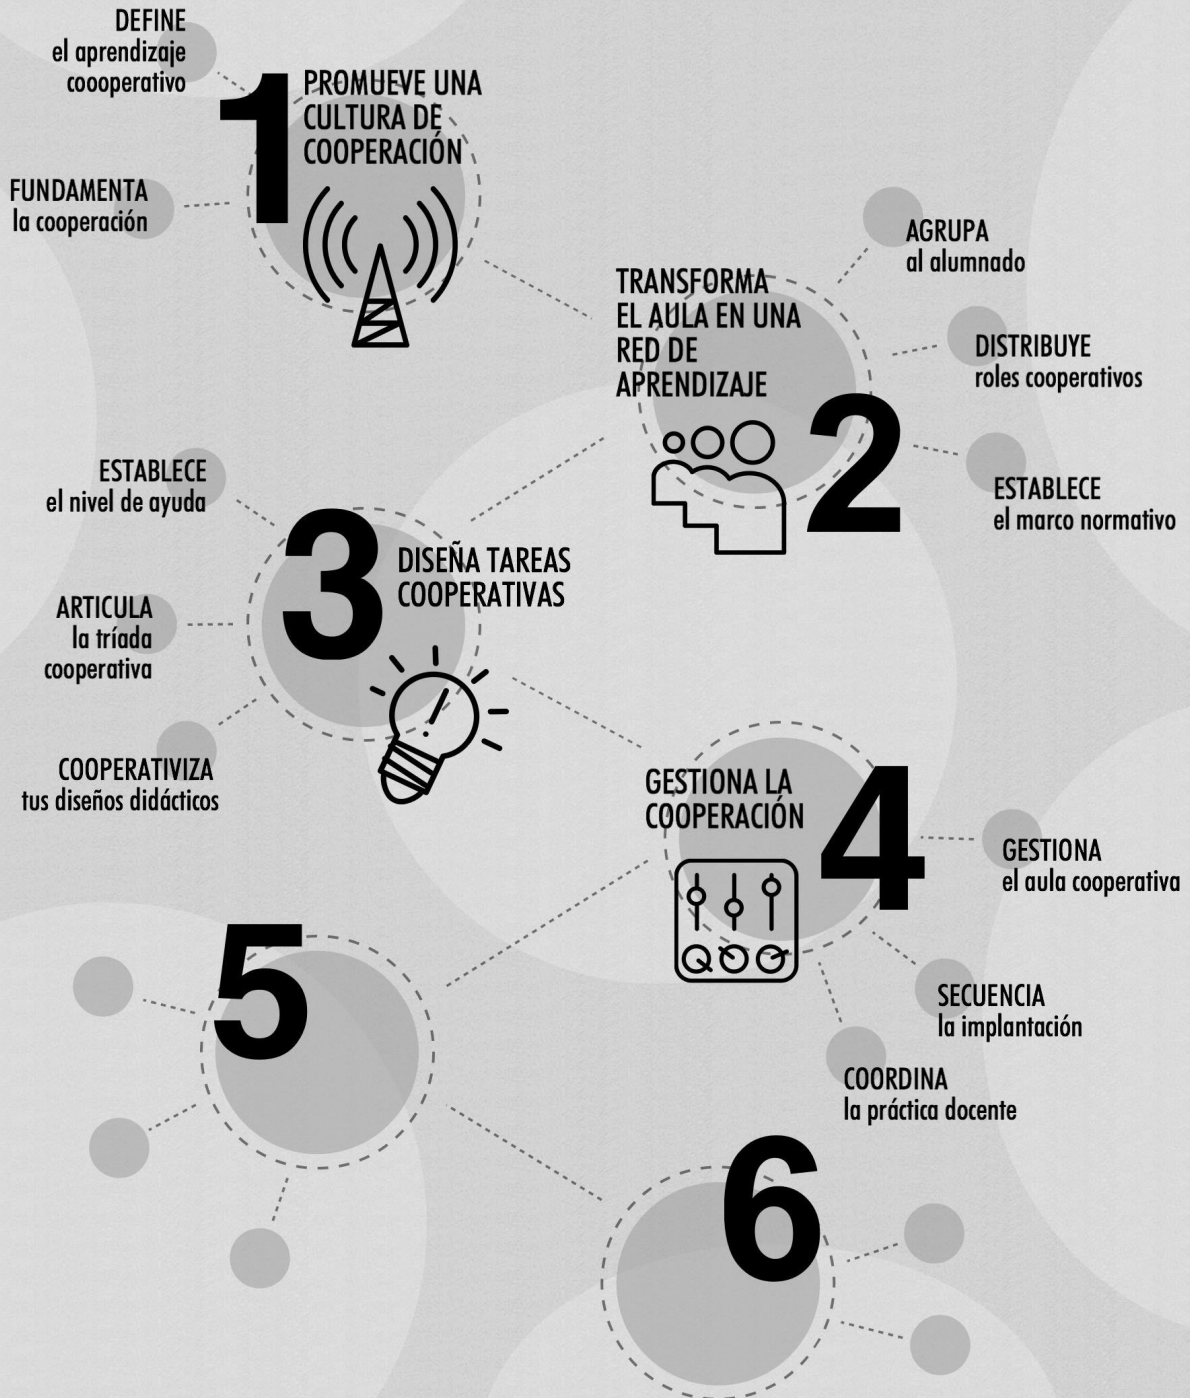 DEFINE
el aprendizaje
coooperativo
1
PROMUEVE UNA
CULTURA DE
COOPERACIÓN
FUNDAMENTA
la cooperación
TRANSFORMA
EL AULA EN UNA
RED DE
APRENDIZAJE
2
AGRUPA
al alumnado
DISTRIBUYE
roles cooperativos
ESTABLECE
el marco normativo
ESTABLECE
el nivel de ayuda
3
DISEÑA TAREAS
COOPERATIVAS
ARTICULA
la tríada
cooperativa
COOPERATIVIZA
tus diseños didácticos
GESTIONA LA
COOPERACIÓN
4
GESTIONA
el aula cooperativa
SECUENCIA
la implantación
COORDINA
la práctica docente
5
6